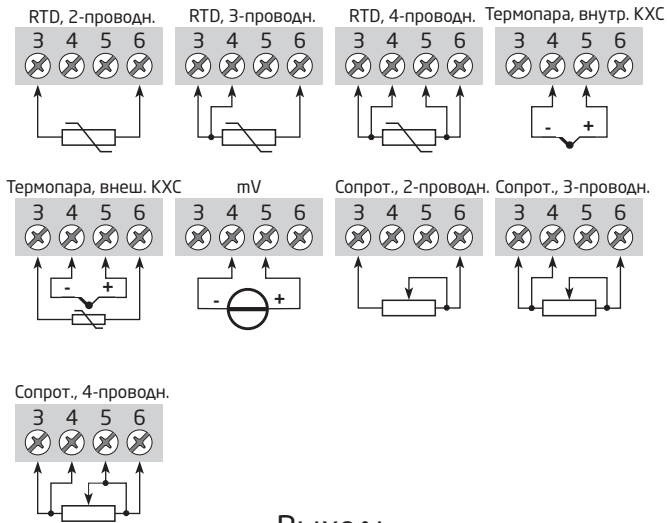 RTD, 2-проводн. RTD, 3-проводн. RTD, 4-проводн. Термопара, внутр. КХС
3 4 5 6 3 4 5 6 3 4 5 6 3 4 5 6
- +
Термопара, внеш. КХС mV Сопрот., 2-проводн. Сопрот., 3-проводн.
3 4 5 6 3 4 5 6 3 4 5 6 3 4 5 6
- + - +
Сопрот., 4-проводн.
3 4 5 6